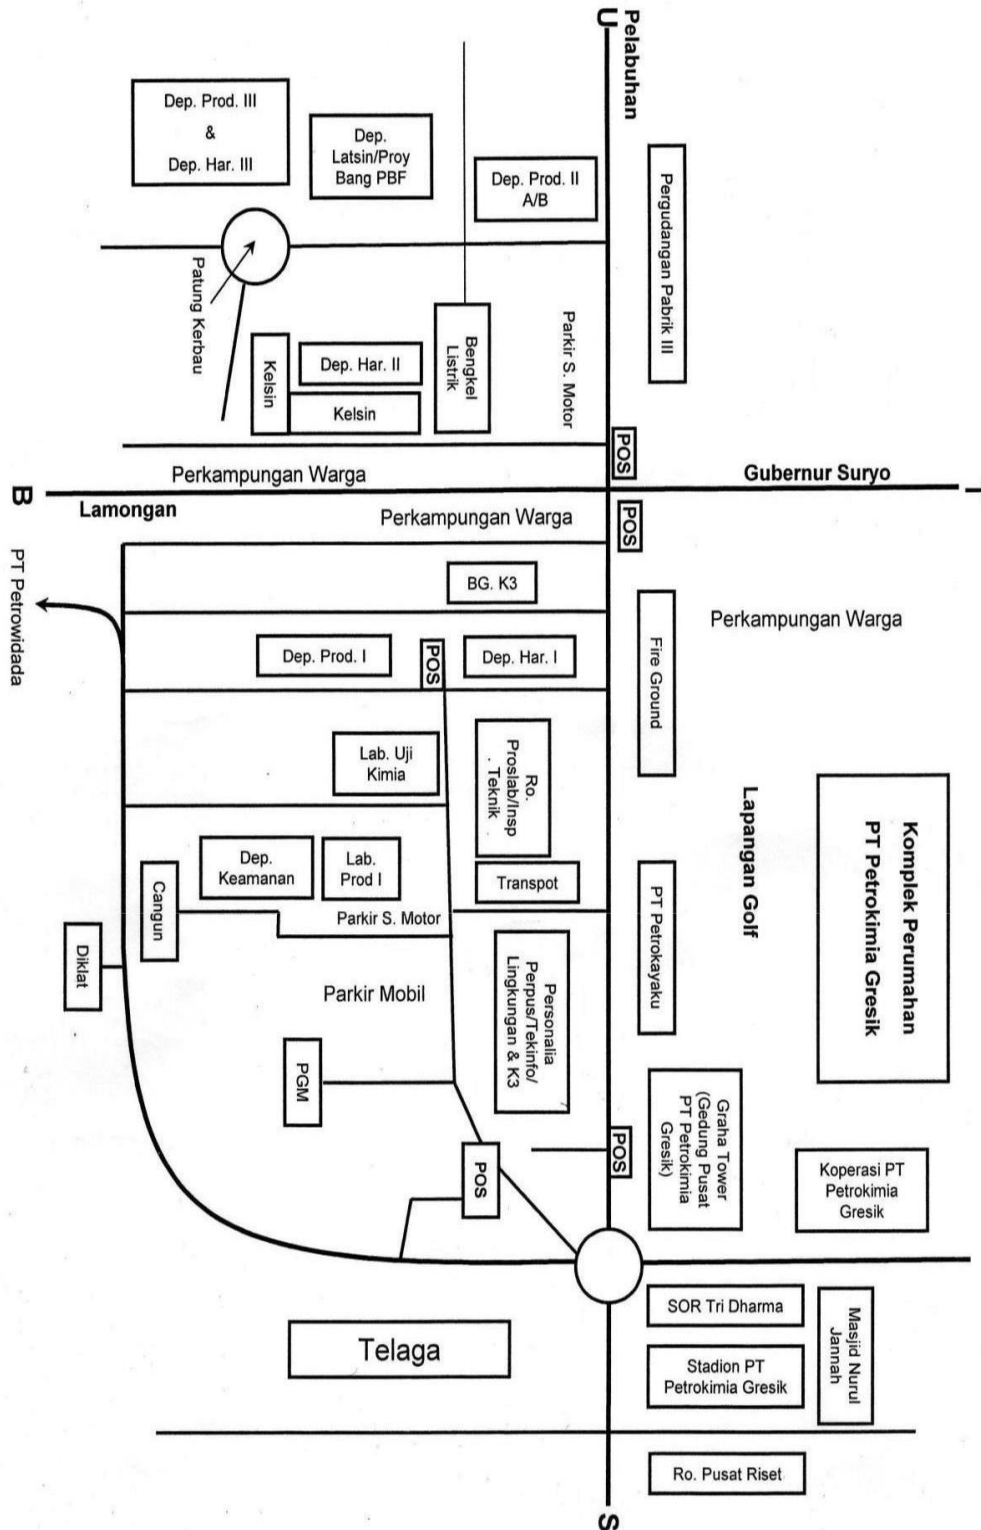 U
Pelabuhan
Dep. Prod. III
&
Dep. Har. III
Dep.
Latsin/Proy
Bang PBF
Dep. Prod. II
A/B
Pergudangan Pabrik III
Patung Kerbau
Kelsin
Dep. Har. II
Kelsin
Bengkel
Listrik
Parkir S. Motor
POS
Perkampungan Warga
Gubernur Suryo
B
Lamongan
Perkampungan Warga
POS
PT Petrowidada
BG. K3
Perkampungan Warga
Fire Ground
Dep. Prod. I
POS
Dep. Har. I
Lab. Uji
Kimia
Ro.
Proslab/Insp
. Teknik
Lapangan Golf
Komplek Perumahan
PT Petrokimia Gresik
Dep.
Keamanan
Lab.
Prod I
Transpot
PT Petrokayaku
Cangun
Parkir S. Motor
Diklat
Parkir Mobil
Personalia
Perpus/Tekinfo/
Lingkungan & K3
PGM
Graha Tower
(Gedung Pusat
PT Petrokimia
Gresik)
POS
POS
Koperasi PT
Petrokimia
Gresik
SOR Tri Dharma
Masjid Nurul
Jannah
Telaga
Stadion PT
Petrokimia Gresik
Ro. Pusat Riset
S